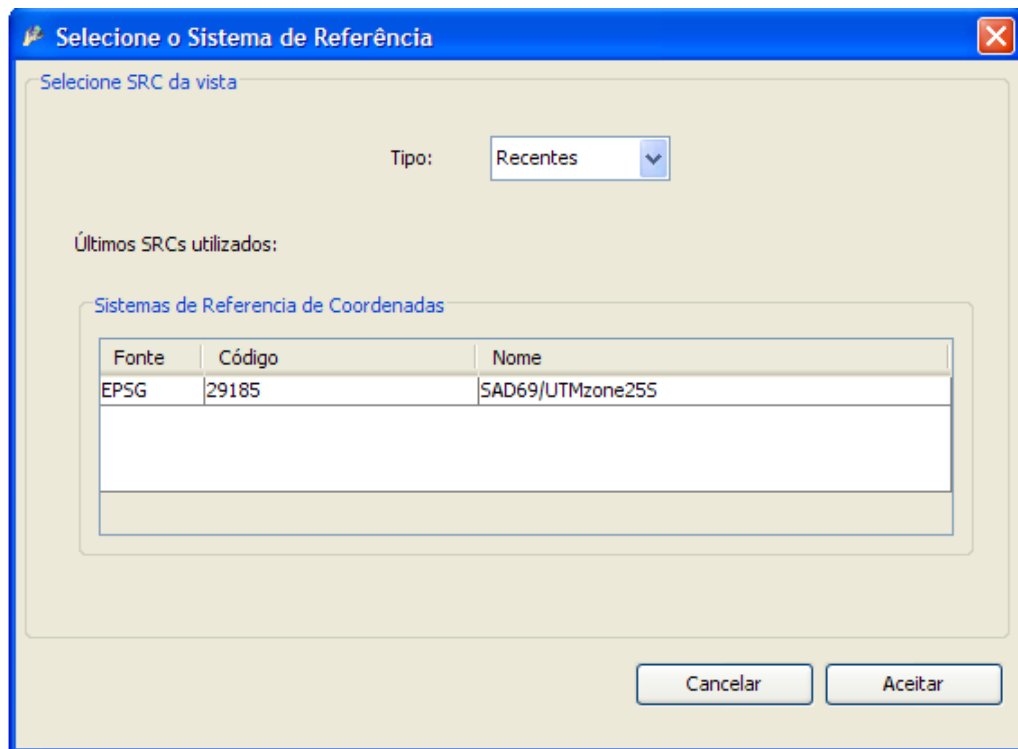 Selecione o Sistema de Referência
Selecione SRC da vista
Tipo: Recentes
Últimos SRCs utilizados:
Sistemas de Referencia de Coordenadas
Fonte Código Nome
EPSG 29185 SAD69/UTMzone25S
Cancelar Aceitar